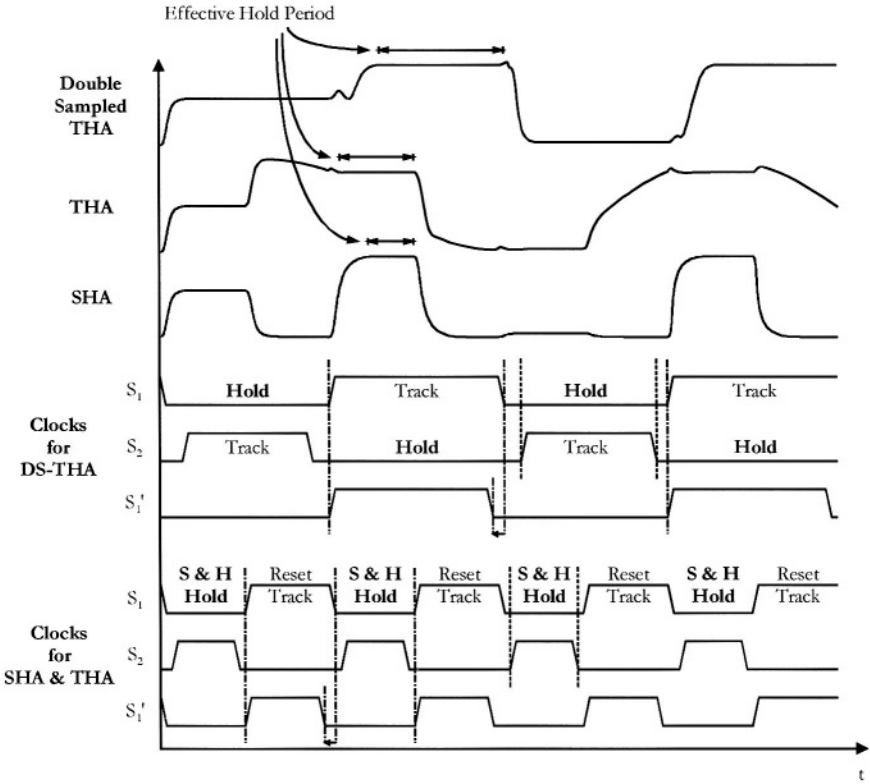 Effective Hold Period
Double
Sampled
THA
THA
SHA
S₁ Hold Track Hold Track
Clocks
for
DS-THA
S₂ Track Hold Track Hold
S₁'
S & H Reset S & H Reset S & H Reset S & H Reset
S₁ Hold Track Hold Track Hold Track Hold Track
Clocks
for
SHA & THA
S₂
S₁'
t